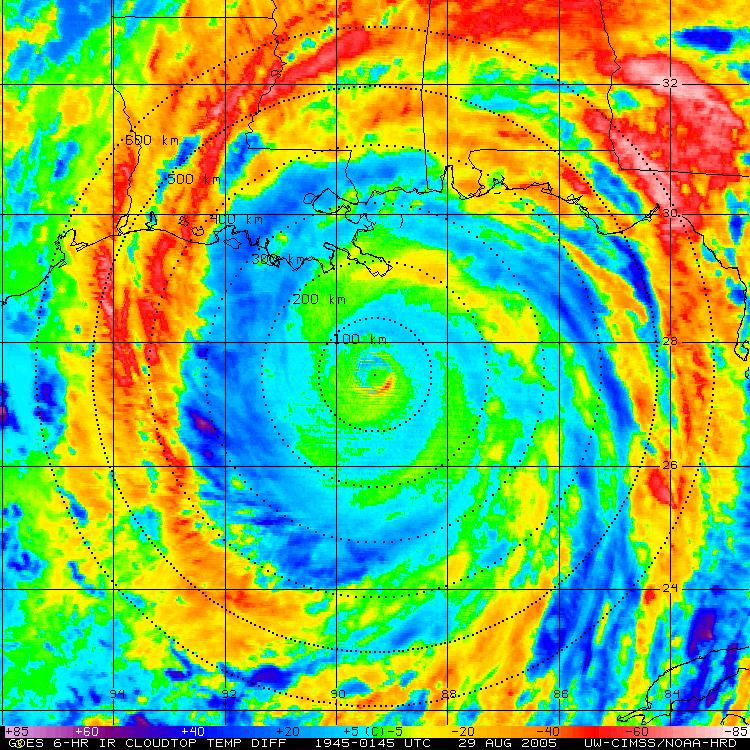 32
600 km
500 km
30
400 km
300 km
200 km
28
100 km
26
24
94 92 90 88 86 84
+85 +60 +40 +20 +5 (C) -5 -20 -40 -60 -85
GOES 6-HR IR CLOUDTOP TEMP DIFF 1945-0145 UTC 29 AUG 2005 UW-CIMSS/NOAA-HRD